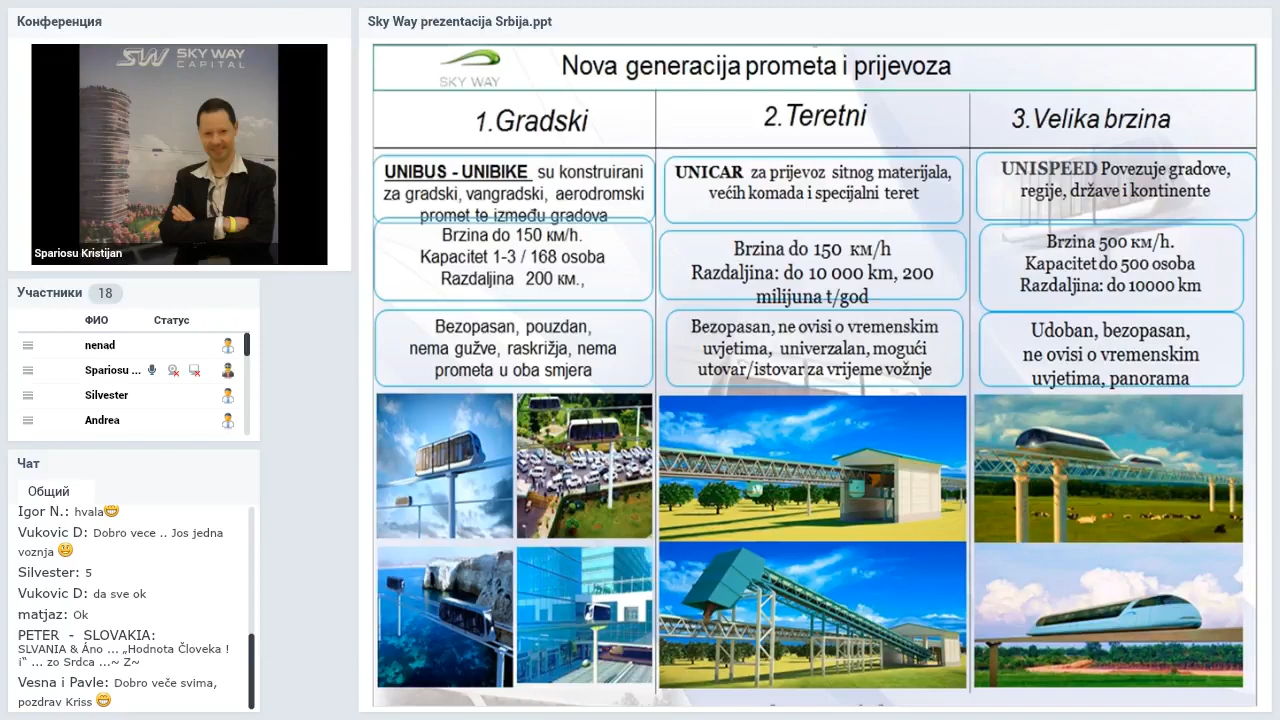 Конференция
SW SKY WAY
CAPITAL
Spariosu Kristijan
Участники 18
ФИО Статус
nenad
Spariosu ...
Silvester
Andrea
Чат
Общий
Igor N.: hvala
Vukovic D: Dobro vece .. Jos jedna
voznja
Silvester: 5
Vukovic D: da sve ok
matjaz: Ok
PETER - SLOVAKIA:
SLVANIA & Áno ... „Hodnota Človeka !
i“ ... zo Srdca ...~ Z~
Vesna i Pavle: Dobro veče svima,
pozdrav Kriss
Sky Way prezentacija Srbija.ppt
SKY WAY
Nova generacija prometa i prijevoza
1.Gradski
UNIBUS - UNIBIKE su konstruirani
za gradski, vangradski, aerodromski
promet te između gradova
Brzina do 150 км/h.
Kapacitet 1-3 / 168 osoba
Razdaljina 200 км.,
Bezopasan, pouzdan,
nema gužve, raskrižja, nema
prometa u oba smjera
2.Teretni
UNICAR za prijevoz sitnog materijala,
većih komada i specijalni teret
Brzina do 150 км/h
Razdaljina: do 10 000 km, 200
milijuna t/god
Bezopasan, ne ovisi o vremenskim
uvjetima, univerzalan, mogući
utovar/istovar za vrijeme vožnje
3.Velika brzina
UNISPEED Povezuje gradove,
regije, države i kontinente
Brzina 500 км/h.
Kapacitet do 500 osoba
Razdaljina: do 10000 km
Udoban, bezopasan,
ne ovisi o vremenskim
uvjetima, panorama